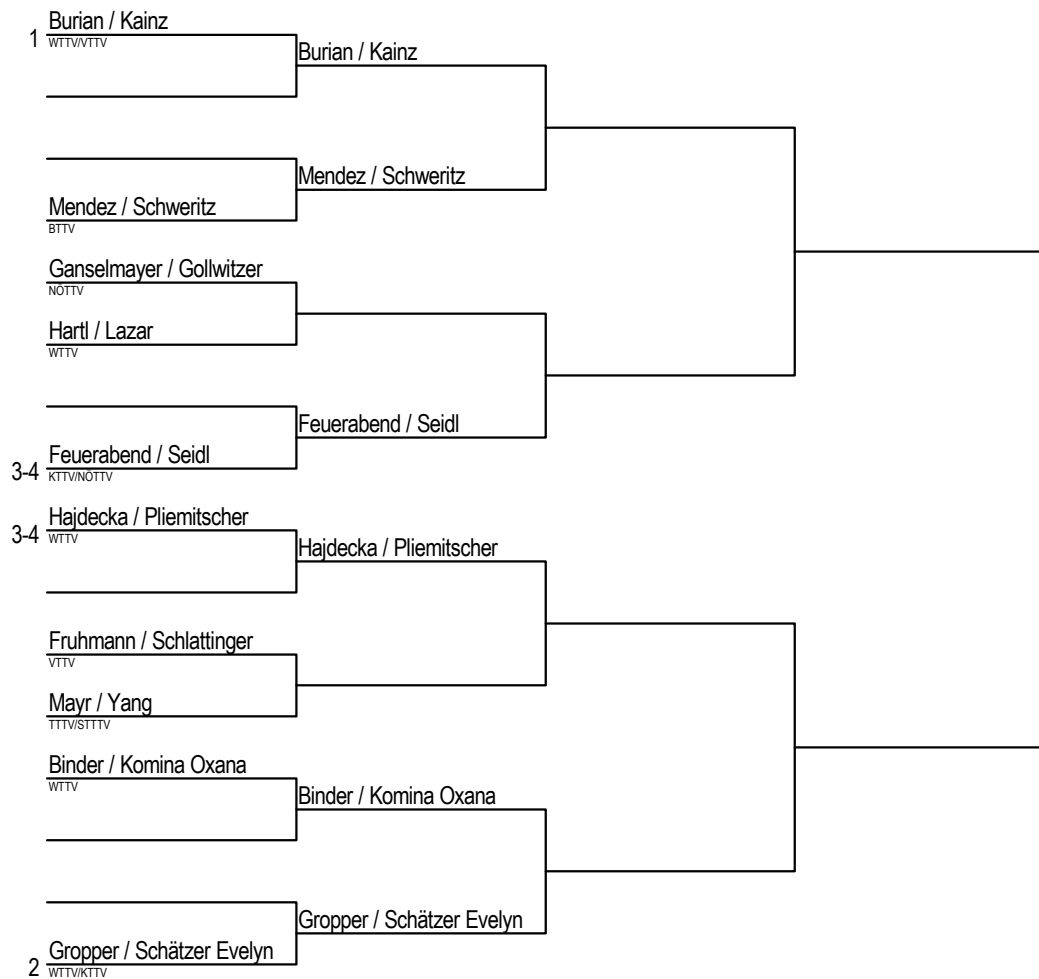 Burian / Kainz
1 WTTV/VTTV
Burian / Kainz
Mendez / Schweritz
Mendez / Schweritz
BTTV
Ganselmayer / Gollwitzer
NÖTTV
Hartl / Lazar
WTTV
Feuerabend / Seidl
Feuerabend / Seidl
3-4 KTTV/NÖTTV
Hajdecka / Pliemitscher
3-4 WTTV
Hajdecka / Pliemitscher
Fruhmann / Schlattinger
VTTV
Mayr / Yang
TTTV/STTTV
Binder / Komina Oxana
WTTV
Binder / Komina Oxana
Gropper / Schätzer Evelyn
Gropper / Schätzer Evelyn
2 WTTV/KTTV